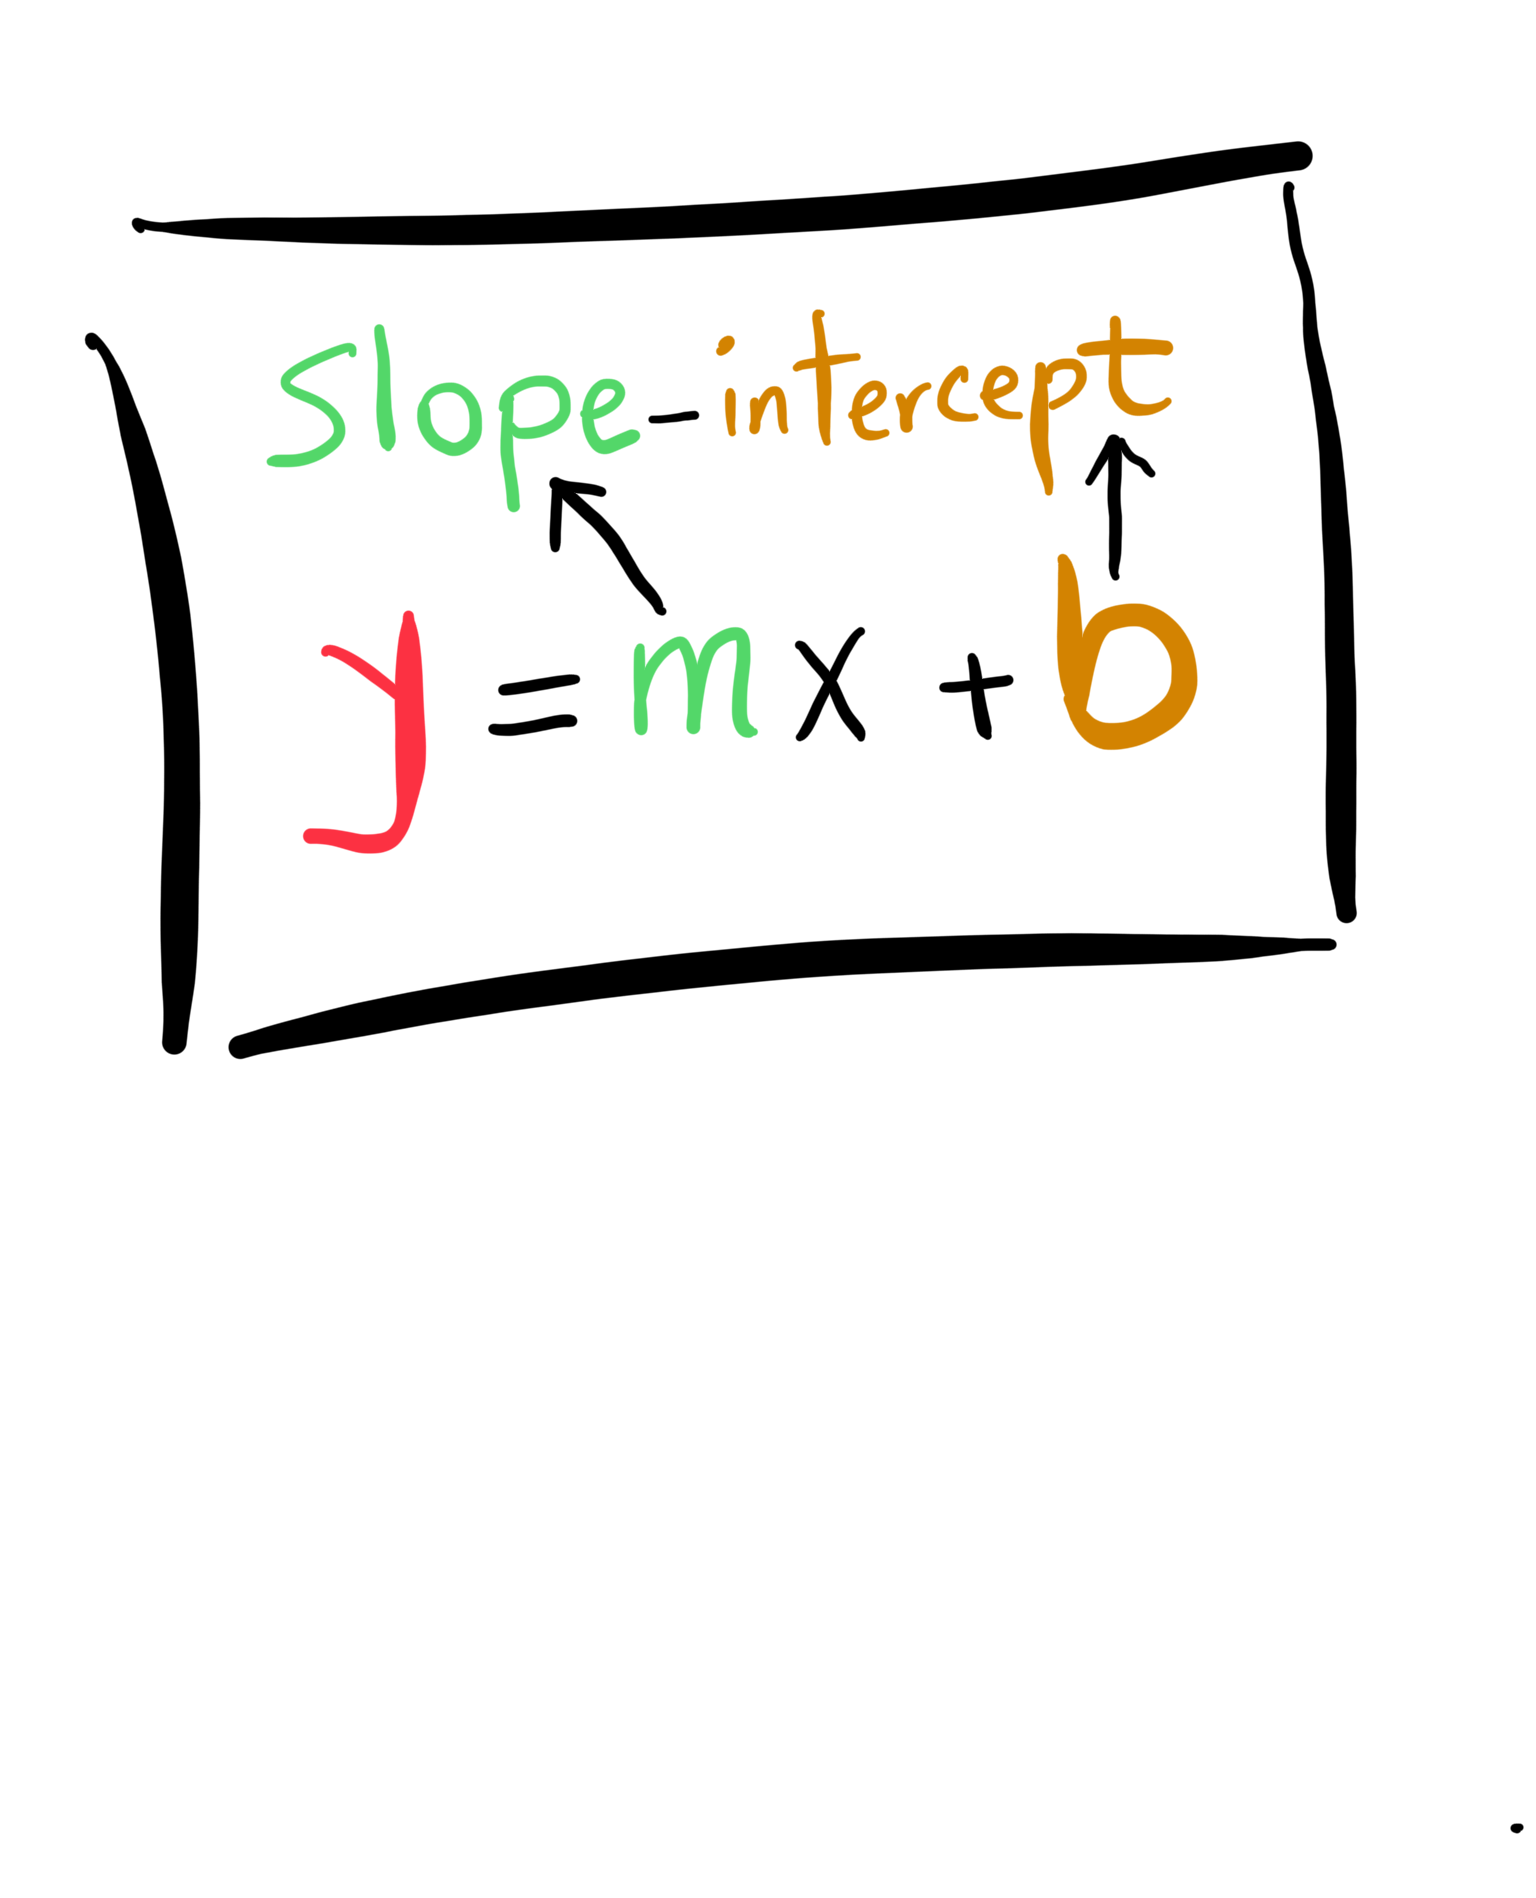 Slope-intercept
y = mx + b